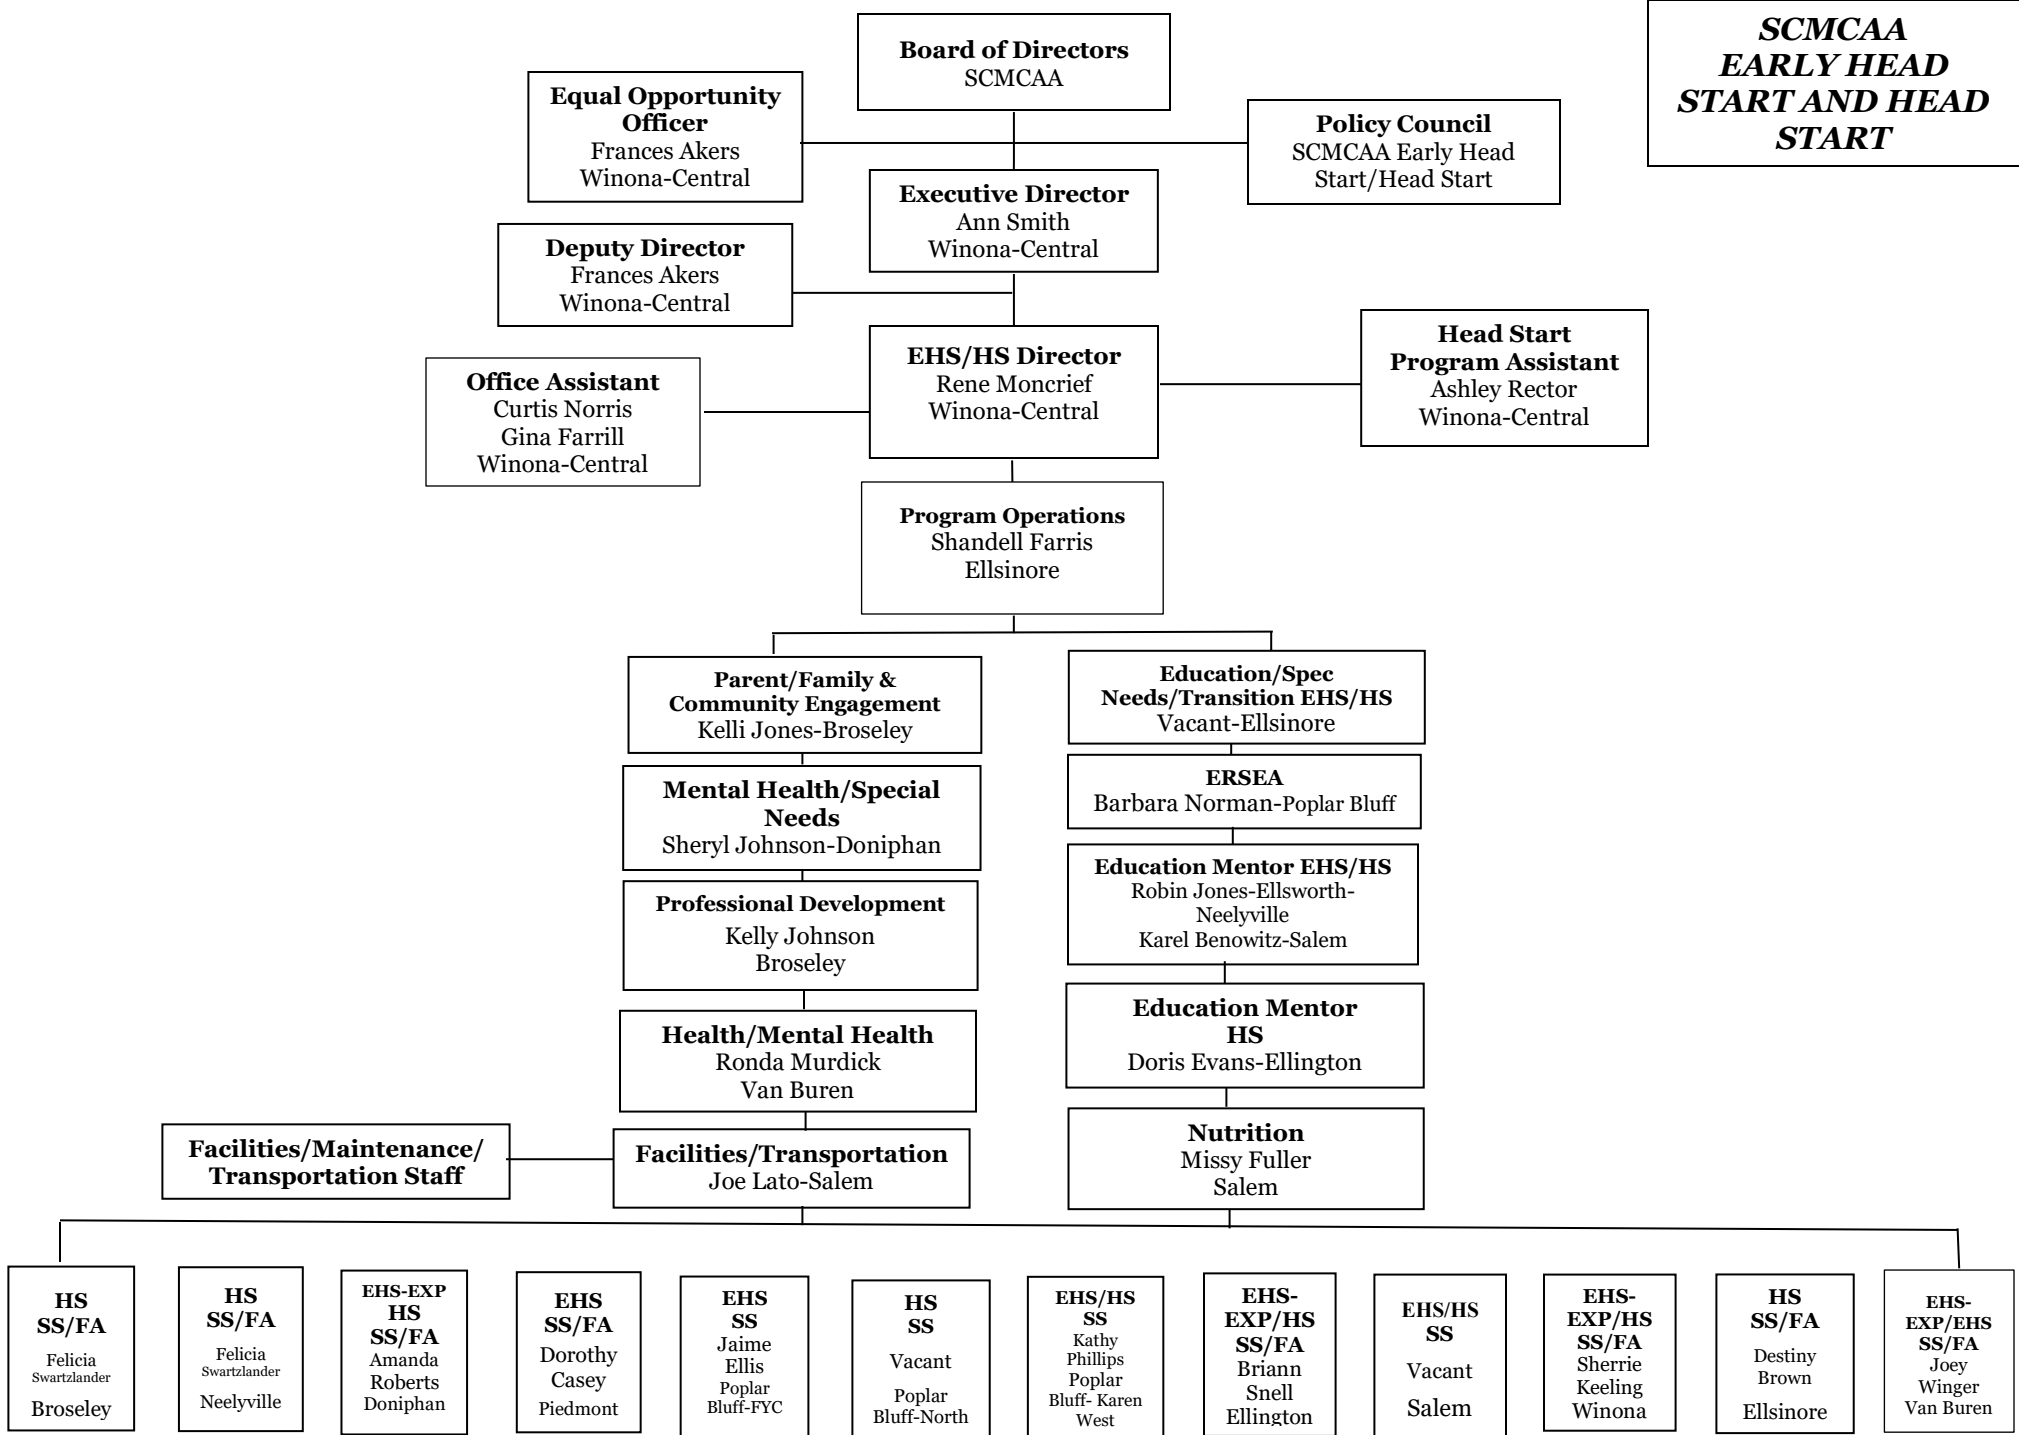 SCMCAA
EARLY HEAD
START AND HEAD
START
Board of Directors
SCMCAA
Equal Opportunity
Officer
Frances Akers
Winona-Central
Policy Council
SCMCAA Early Head
Start/Head Start
Executive Director
Ann Smith
Winona-Central
Deputy Director
Frances Akers
Winona-Central
EHS/HS Director
Rene Moncrief
Winona-Central
Head Start
Program Assistant
Ashley Rector
Winona-Central
Office Assistant
Curtis Norris
Gina Farrill
Winona-Central
Program Operations
Shandell Farris
Ellsinore
Parent/Family &
Community Engagement
Kelli Jones-Broseley
Education/Spec
Needs/Transition EHS/HS
Vacant-Ellsinore
Mental Health/Special
Needs
Sheryl Johnson-Doniphan
ERSEA
Barbara Norman-Poplar Bluff
Professional Development
Kelly Johnson
Broseley
Education Mentor EHS/HS
Robin Jones-Ellsworth-
Neelyville
Karel Benowitz-Salem
Health/Mental Health
Ronda Murdick
Van Buren
Education Mentor
HS
Doris Evans-Ellington
Facilities/Maintenance/
Transportation Staff
Facilities/Transportation
Joe Lato-Salem
Nutrition
Missy Fuller
Salem
HS
SS/FA
Felicia
Swartzlander
Broseley
HS
SS/FA
Felicia
Swartzlander
Neelyville
EHS-EXP
HS
SS/FA
Amanda
Roberts
Doniphan
EHS
SS/FA
Dorothy
Casey
Piedmont
EHS
SS
Jaime
Ellis
Poplar
Bluff-FYC
HS
SS
Vacant
Poplar
Bluff-North
EHS/HS
SS
Kathy
Phillips
Poplar
Bluff- Karen
West
EHS-
EXP/HS
SS/FA
Briann
Snell
Ellington
EHS/HS
SS
Vacant
Salem
EHS-
EXP/HS
SS/FA
Sherrie
Keeling
Winona
HS
SS/FA
Destiny
Brown
Ellsinore
EHS-
EXP/EHS
SS/FA
Joey
Winger
Van Buren